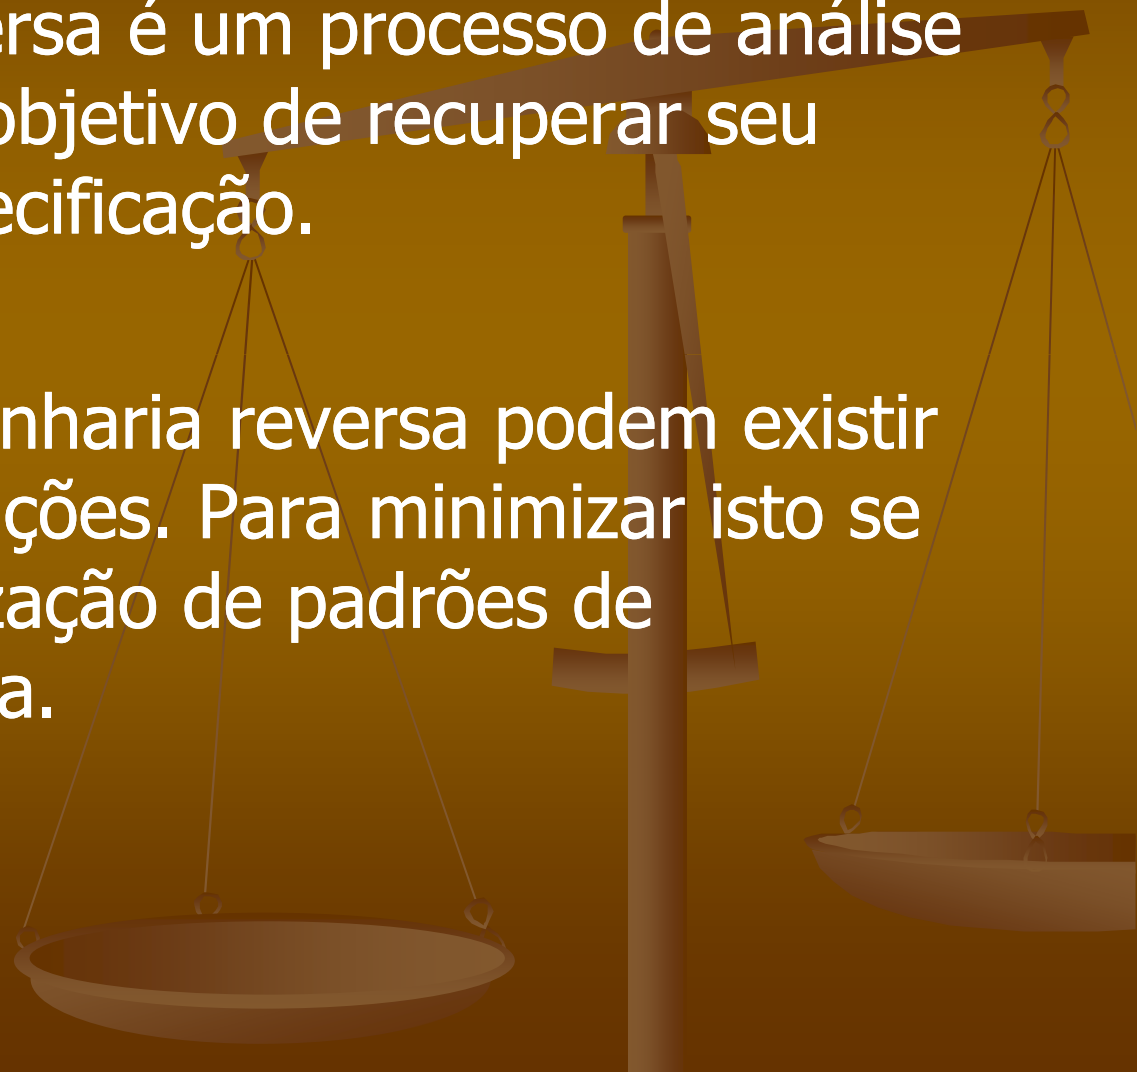 ersa é um processo de análise
objetivo de recuperar seu
ecificação.
nharia reversa podem existir
ções. Para minimizar isto se
zação de padrões de
a.